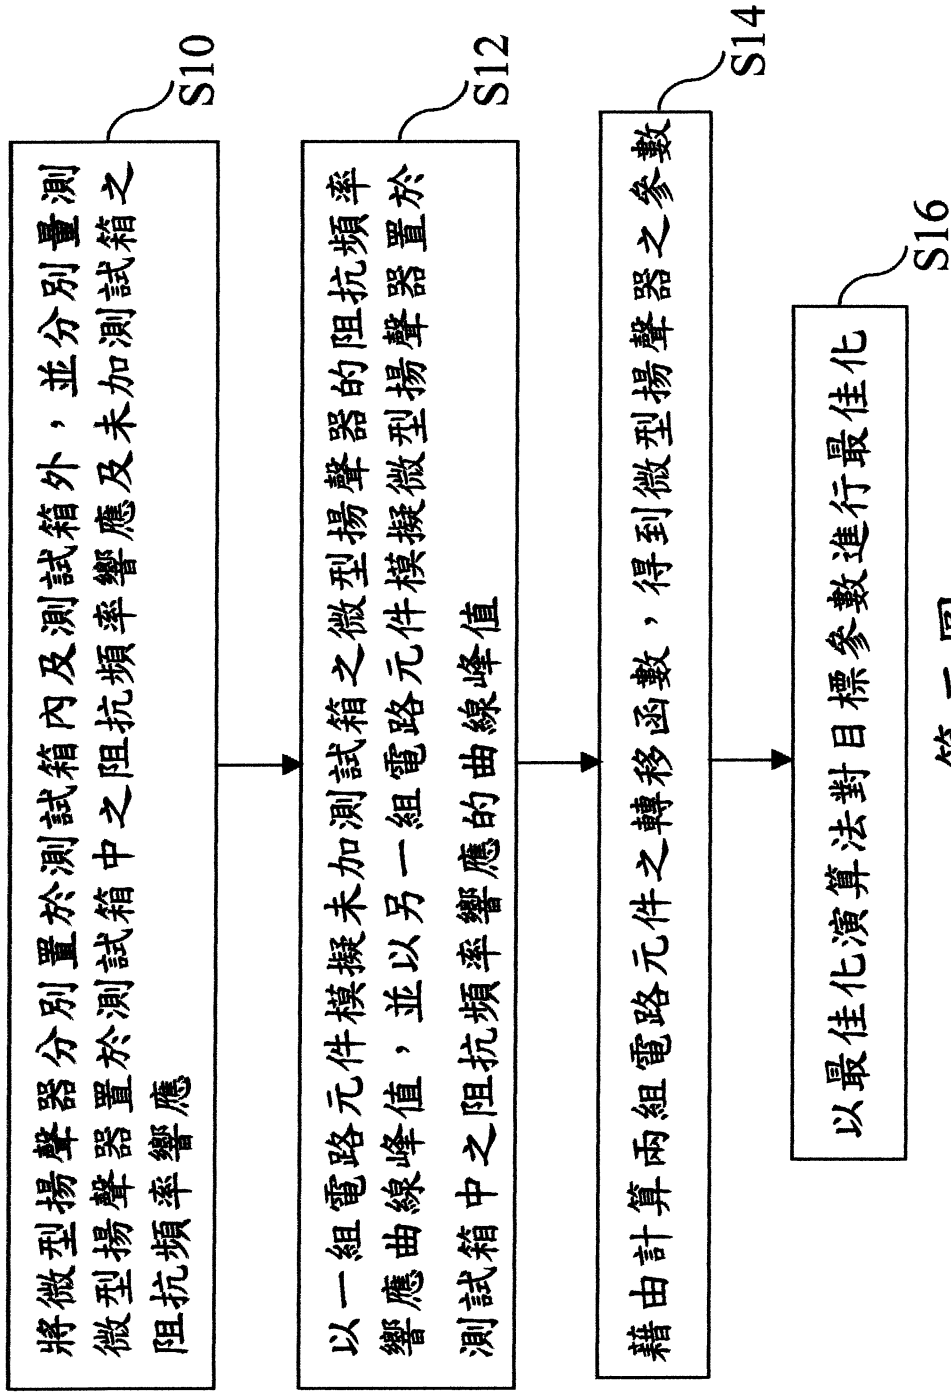 將微型揚聲器分別置於測試箱內及測試箱外，並分別量測
微型揚聲器置於測試箱中之阻抗頻率響應及未加測試箱之
阻抗頻率響應
S10
以一組電路元件模擬未加測試箱之微型揚聲器的阻抗頻率
響應曲線峰值，並以另一組電路元件模擬微型揚聲器置於
測試箱中之阻抗頻率響應的曲線峰值
S12
藉由計算兩組電路元件之轉移函數，得到微型揚聲器之參數
S14
以最佳化演算法對目標參數進行最佳化
S16